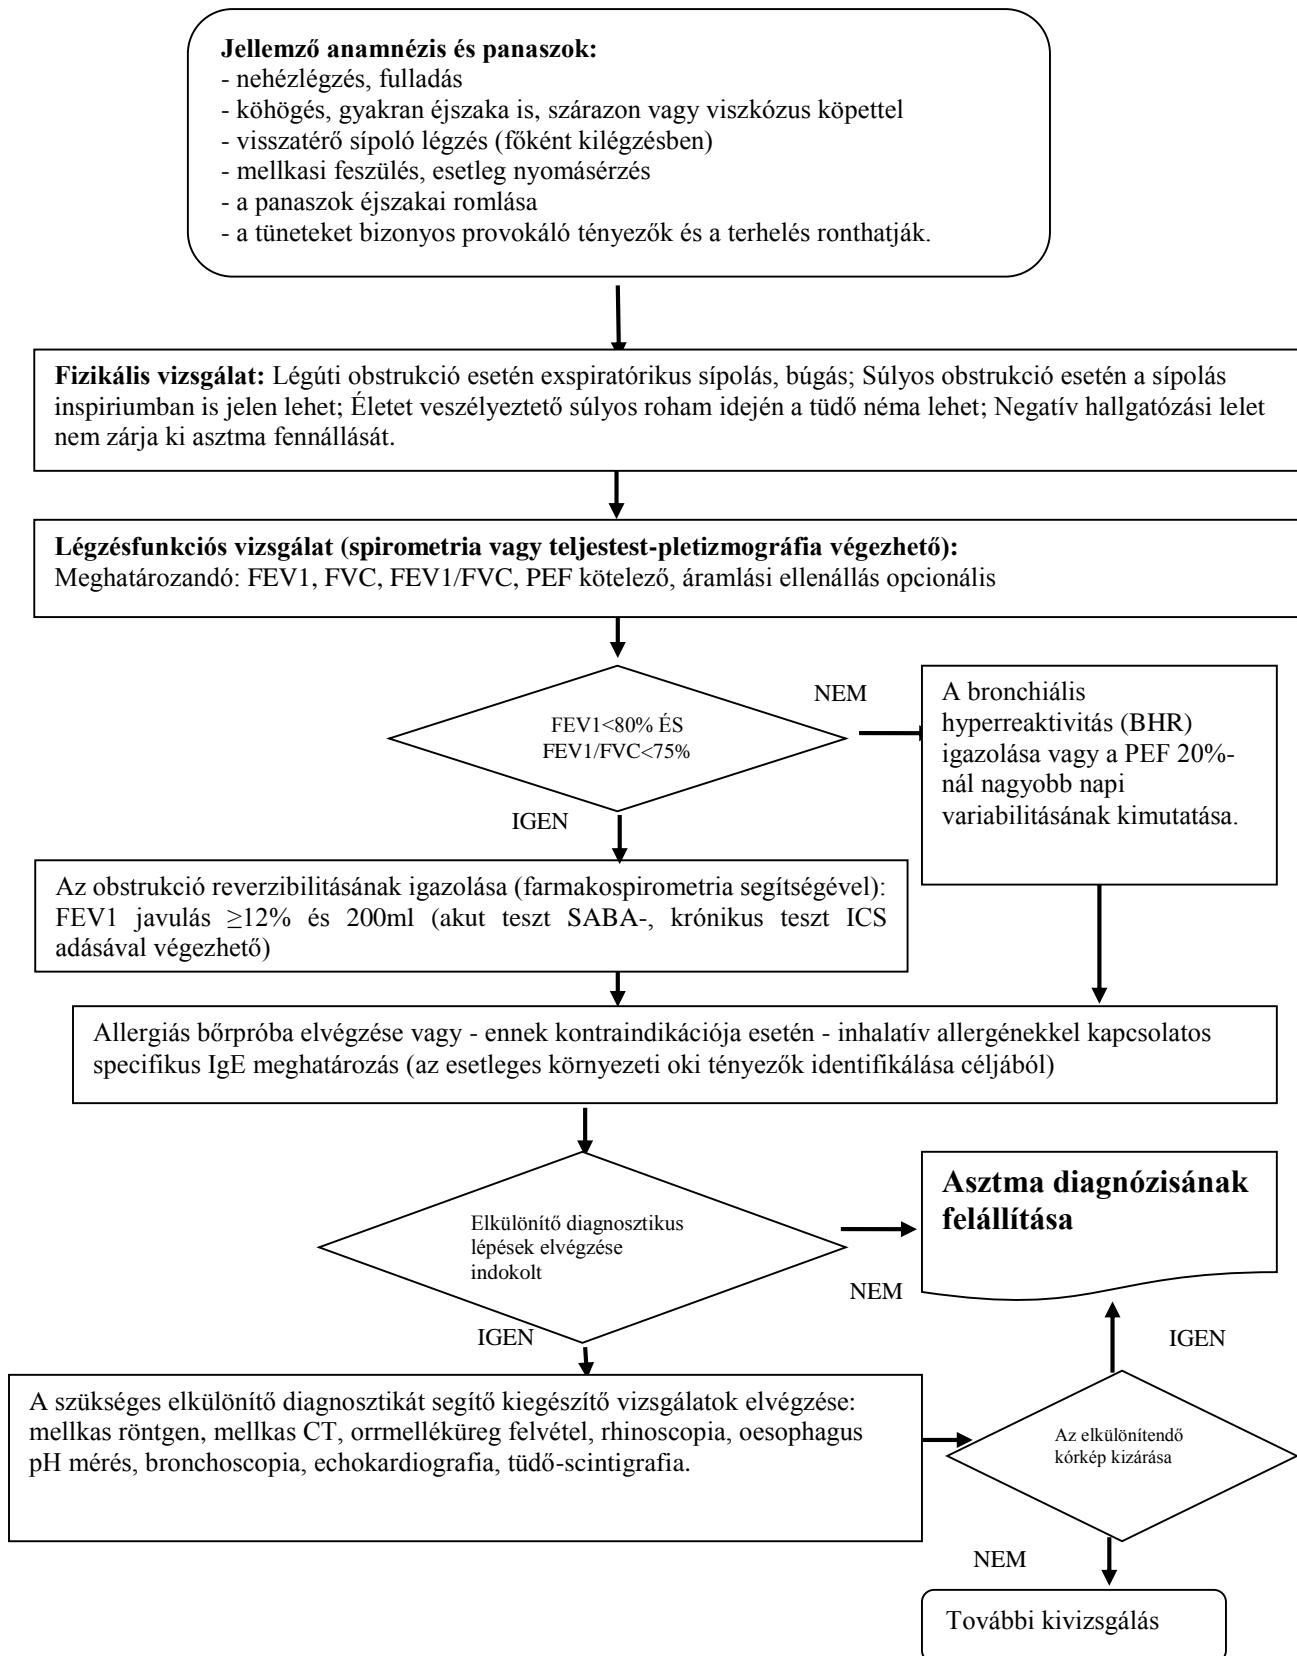 Jellemző anamnézis és panaszok:
- nehézlégzés, fulladás
- köhögés, gyakran éjszaka is, szárazon vagy viszkózus köpettel
- visszatérő sípoló légzés (főként kilégzésben)
- mellkasi feszülés, esetleg nyomásérzés
- a panaszok éjszakai romlása
- a tüneteket bizonyos provokáló tényezők és a terhelés ronthatják.
Fizikális vizsgálat: Légúti obstrukció esetén exspiratórikus sípolás, búgás; Súlyos obstrukció esetén a sípolás
inspiriumban is jelen lehet; Életet veszélyeztető súlyos roham idején a tüdő néma lehet; Negatív hallgatózási lelet
nem zárja ki asztma fennállását.
Légzésfunkciós vizsgálat (spirometria vagy teljestest-pletizmográfia végezhető):
Meghatározandó: FEV1, FVC, FEV1/FVC, PEF kötelező, áramlási ellenállás opcionális
FEV1<80% ÉS
FEV1/FVC<75%
NEM
A bronchiális
hyperreaktivitás (BHR)
igazolása vagy a PEF 20%-
nál nagyobb napi
variabilitásának kimutatása.
IGEN
Az obstrukció reverzibilitásának igazolása (farmakospirometria segítségével):
FEV1 javulás ≥12% és 200ml (akut teszt SABA-, krónikus teszt ICS
adásával végezhető)
Allergiás bőrpróba elvégzése vagy - ennek kontraindikációja esetén - inhalatív allergénekkel kapcsolatos
specifikus IgE meghatározás (az esetleges környezeti oki tényezők identifikálása céljából)
Elkülönítő diagnosztikus
lépések elvégzése
indokolt
NEM
Asztma diagnózisának
felállítása
IGEN
IGEN
A szükséges elkülönítő diagnosztikát segítő kiegészítő vizsgálatok elvégzése:
mellkas röntgen, mellkas CT, orrmelléküreg felvétel, rhinoscopia, oesophagus
pH mérés, bronchoscopia, echokardiografia, tüdő-scintigrafia.
Az elkülönítendő
kórkép kizárása
NEM
További kivizsgálás